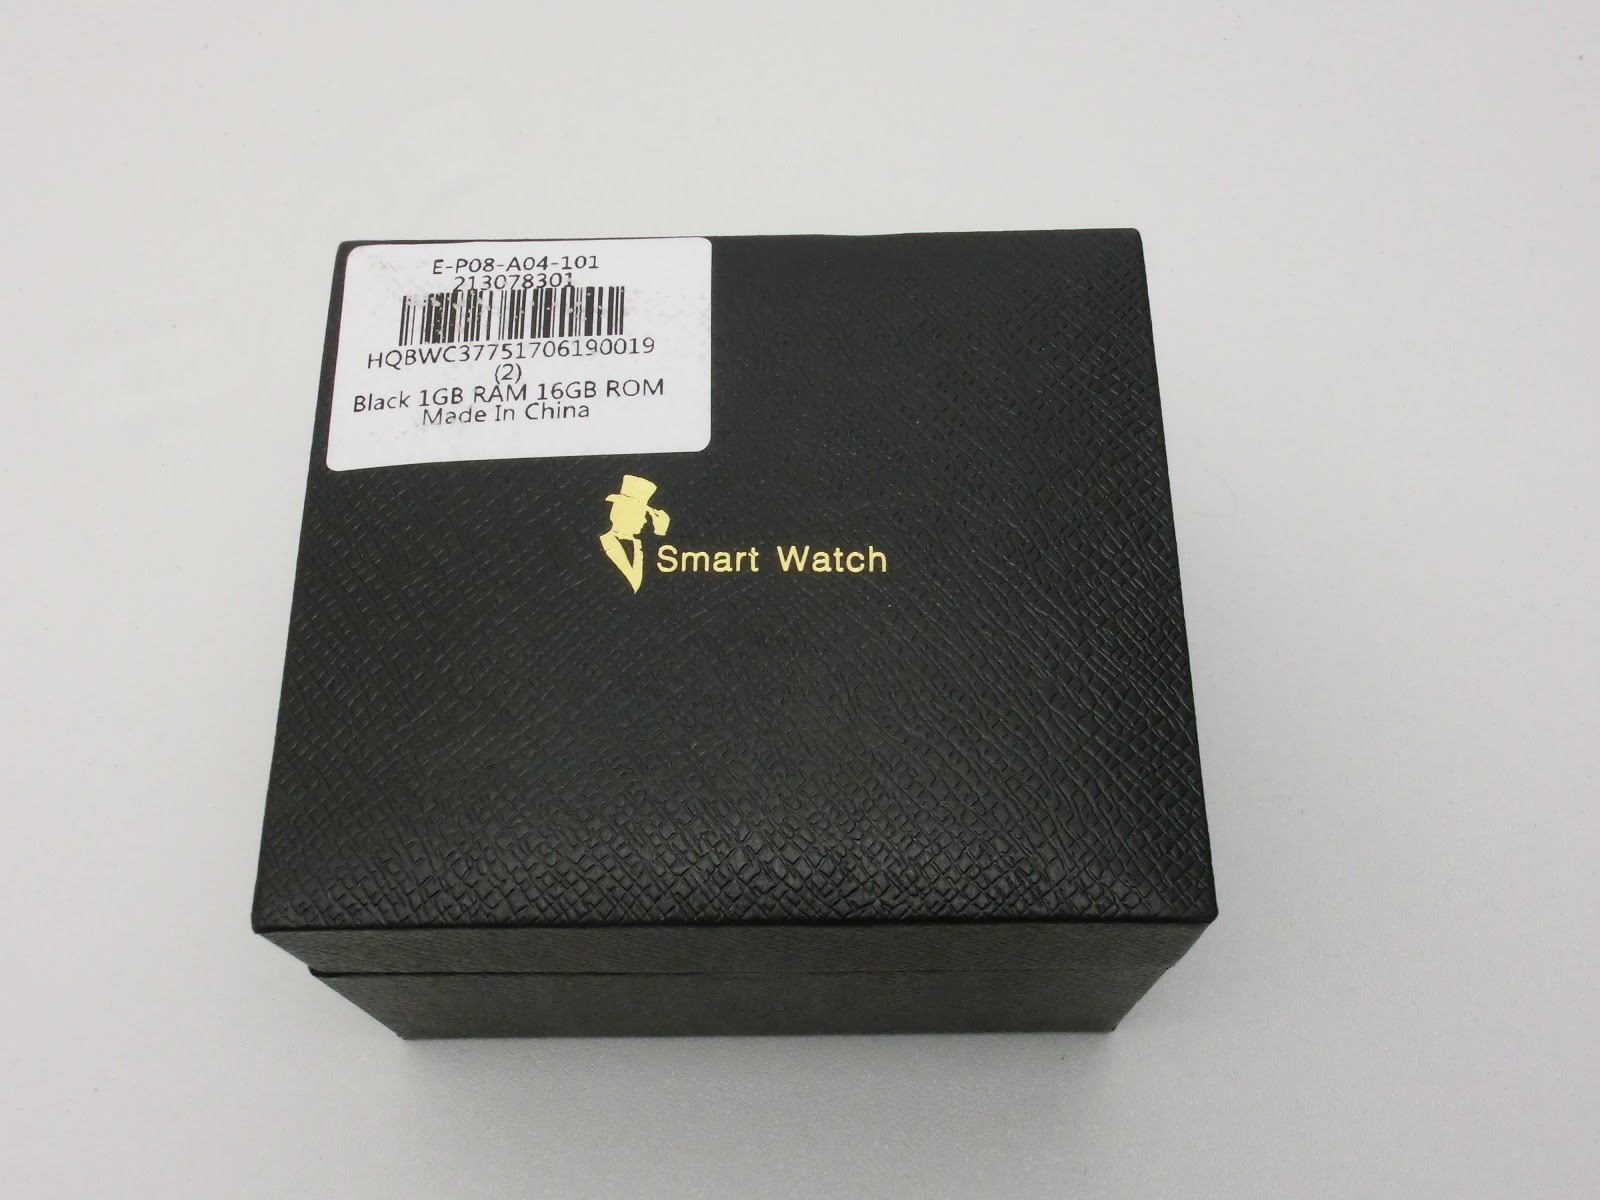 E-P08-A04-101
213078301
HQBWC37751706190019
(2)
Black 1GB RAM 16GB ROM
Made In China
Smart Watch